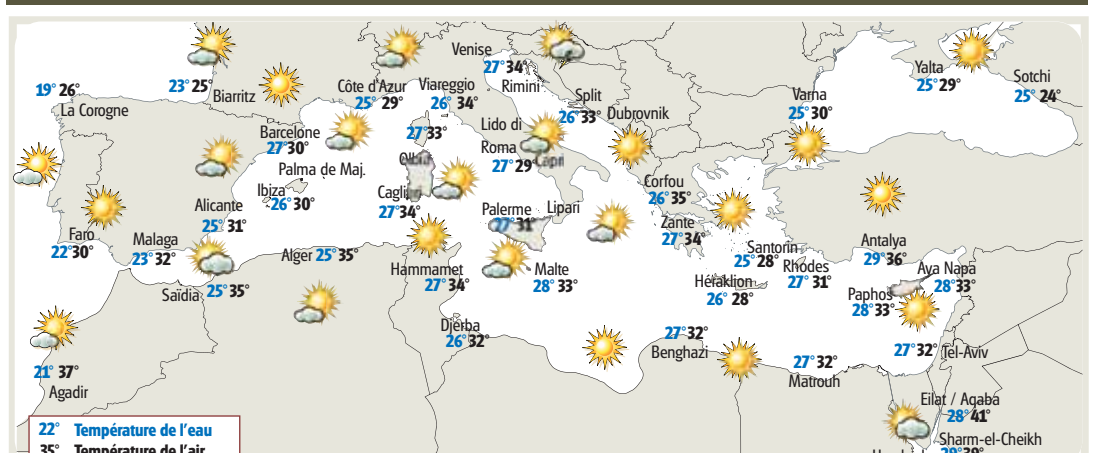 Venise
27° 34°
Rimini
19° 26°
La Corogne
23° 25°
Biarritz
Côte d'Azur
25° 29°
Viareggio
26° 34°
Split
26° 33°
Dubrovnik
Varna
25° 30°
Yalta
25° 29°
Sotchi
25° 24°
Barcelone
27° 30°
27° 33°
Lido di
Roma
27° 29°
Capri
Palma de Maj.
Ibiza
26° 30°
Cagliari
27° 34°
Alicante
25° 31°
Palerme
27° 31°
Lipari
Corfou
26° 35°
Zante
27° 34°
Faro
22° 30°
Malaga
23° 32°
Alger 25° 35°
Saïdia
25° 35°
Hammamet
27° 34°
Malte
28° 33°
Santorin
25° 28°
Rhodes
27° 31°
Héraklion
26° 28°
Antalya
29° 36°
Aya Napa
28° 33°
Paphos
28° 33°
Djerba
26° 32°
27° 32°
Benghazi
27° 32°
Matrouh
27° 32° Tel-Aviv
21° 37°
Agadir
Eilat / Aqaba
28° 41°
Sharm-el-Cheikh
29° 39°
22° Température de l'eau
35° Température de l'air